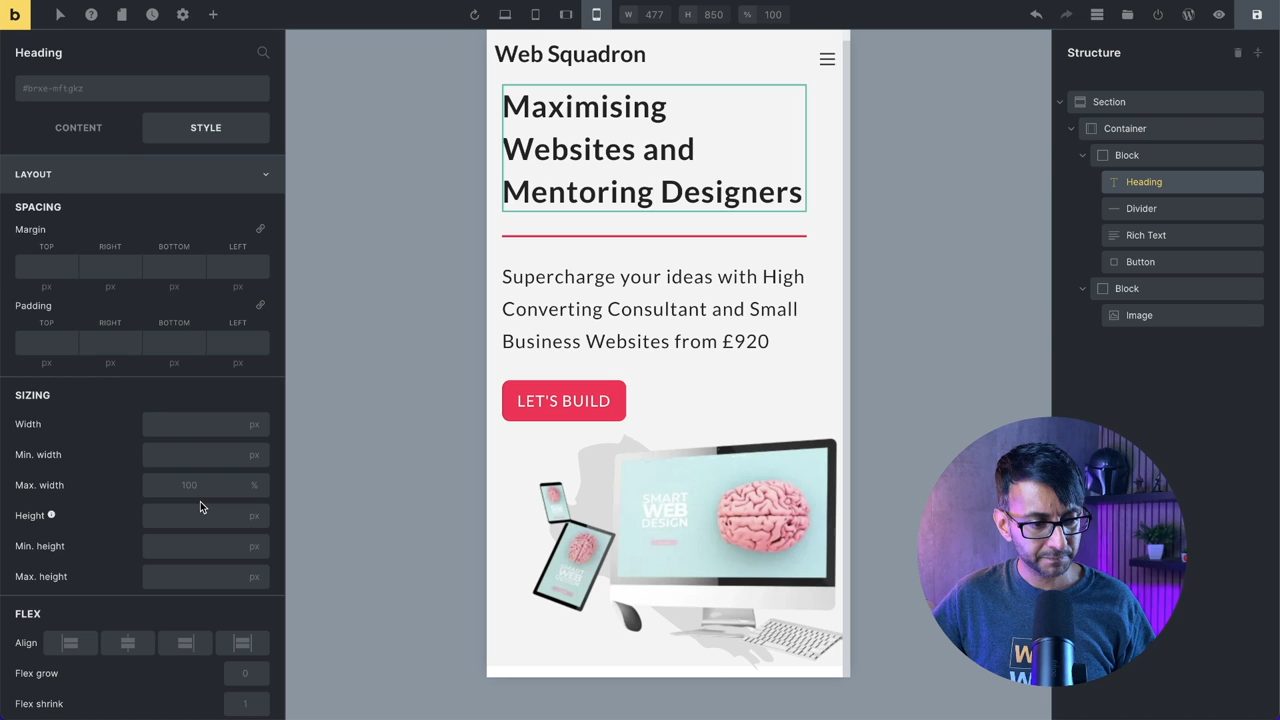 b
W 477 H 850 % 100
Heading
#brxe-mftgkz
CONTENT STYLE
LAYOUT
SPACING
Margin
TOP RIGHT BOTTOM LEFT
px px px px
Padding
TOP RIGHT BOTTOM LEFT
px px px px
SIZING
Width px
Min. width px
Max. width 100 %
Height px
Min. height px
Max. height px
FLEX
Align
Flex grow 0
Flex shrink 1
Web Squadron
Maximising
Websites and
Mentoring Designers
Supercharge your ideas with High
Converting Consultant and Small
Business Websites from £920
LET'S BUILD
SMART
WEB
DESIGN
Structure
Section
Container
Block
Heading
Divider
Rich Text
Button
Block
Image